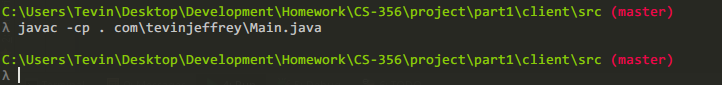 C:\Users\Tevin\Desktop\Development\Homework\CS-356\project\part1\client\src (master)
λ javac -cp . com\tevinjeffrey\Main.java
C:\Users\Tevin\Desktop\Development\Homework\CS-356\project\part1\client\src (master)
λ